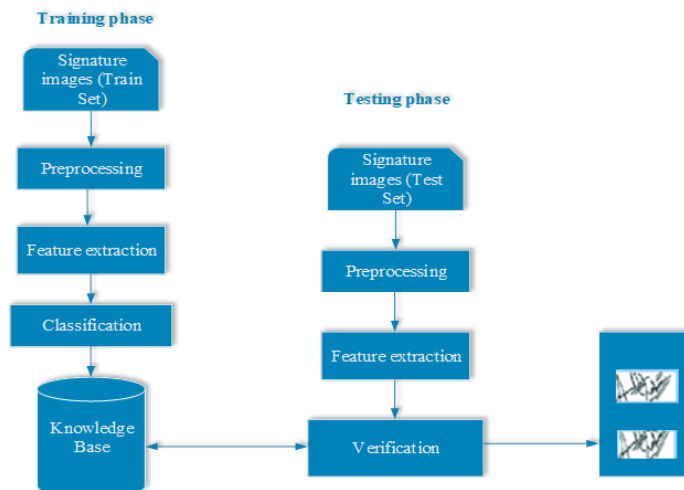 Training phase
Signature
images (Train
Set)
Preprocessing
Feature extraction
Classification
Knowledge
Base
Testing phase
Signature
images (Test
Set)
Preprocessing
Feature extraction
Verification